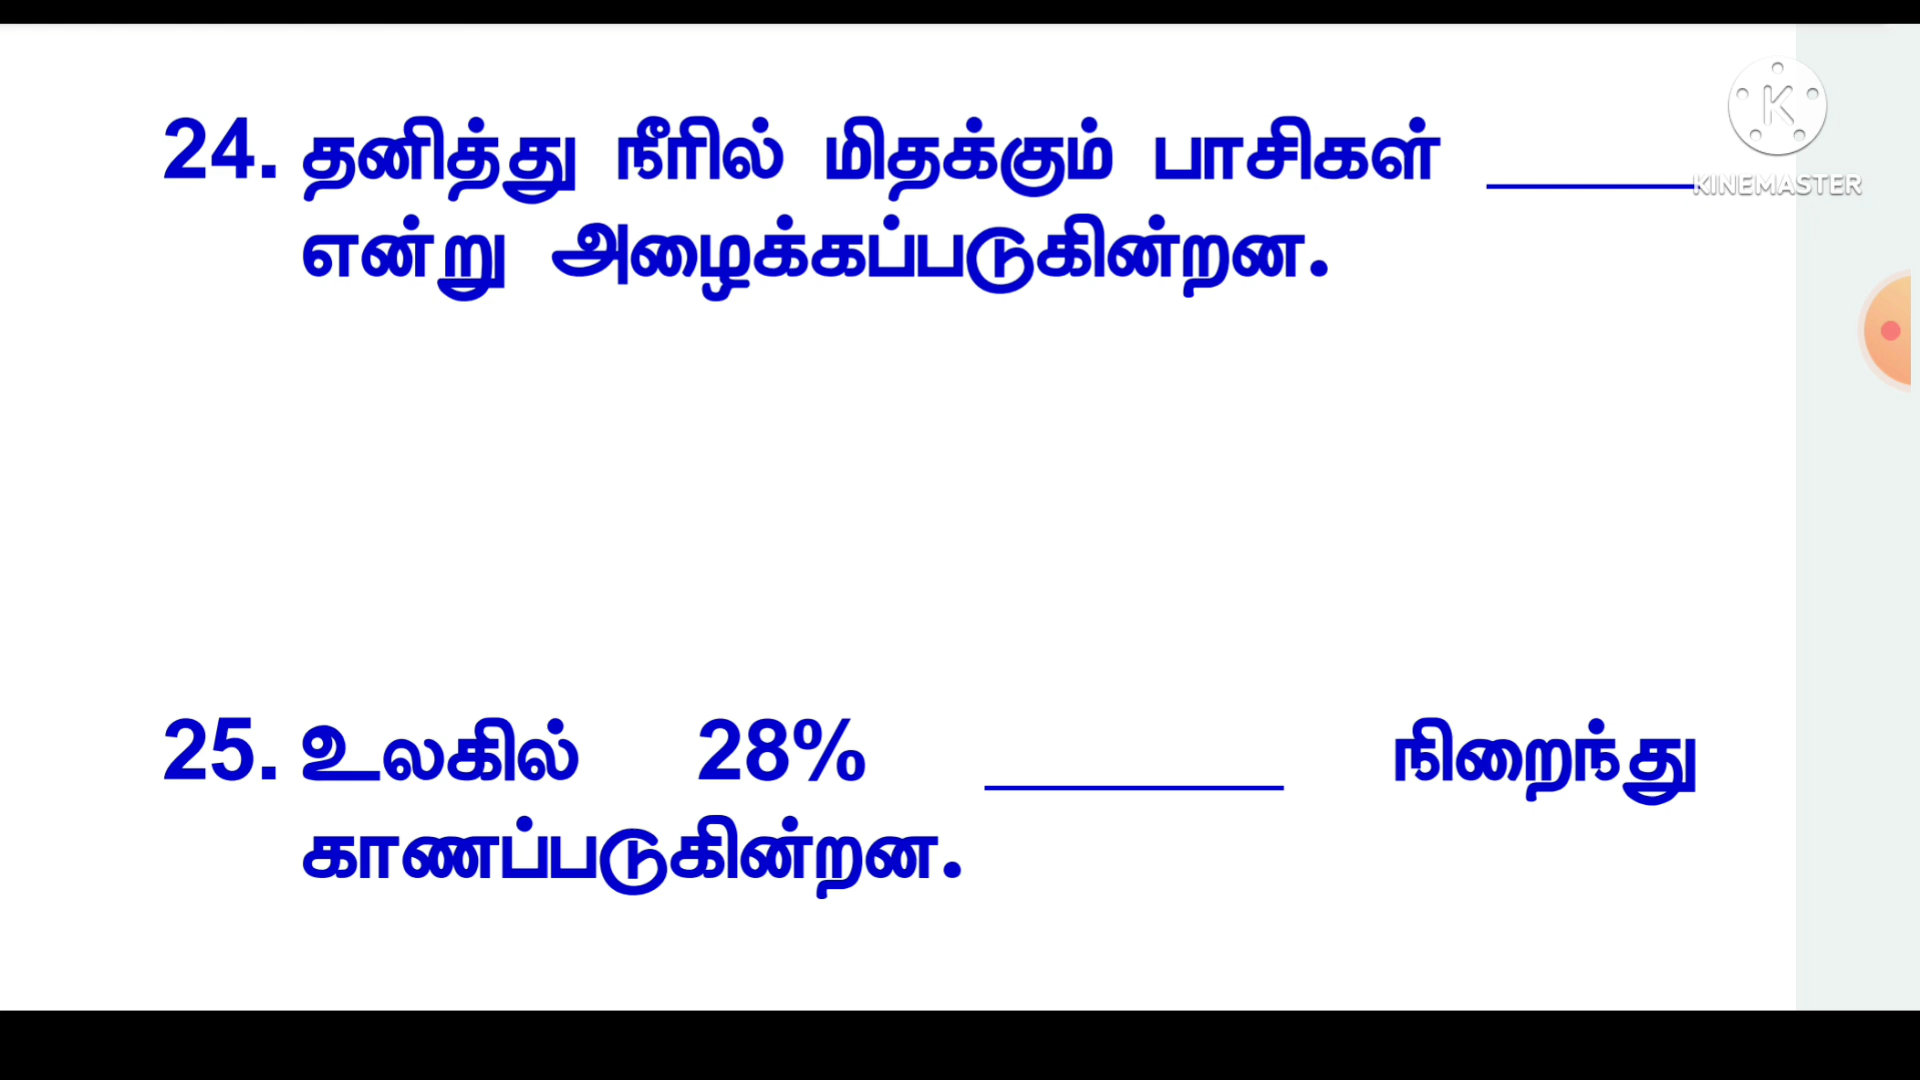 24. தனித்து நீரில் மிதக்கும் பாசிகள் ______
KINEMASTER
என்று அழைக்கப்படுகின்றன.
25. உலகில் 28% ________ நிறைந்து
காணப்படுகின்றன.